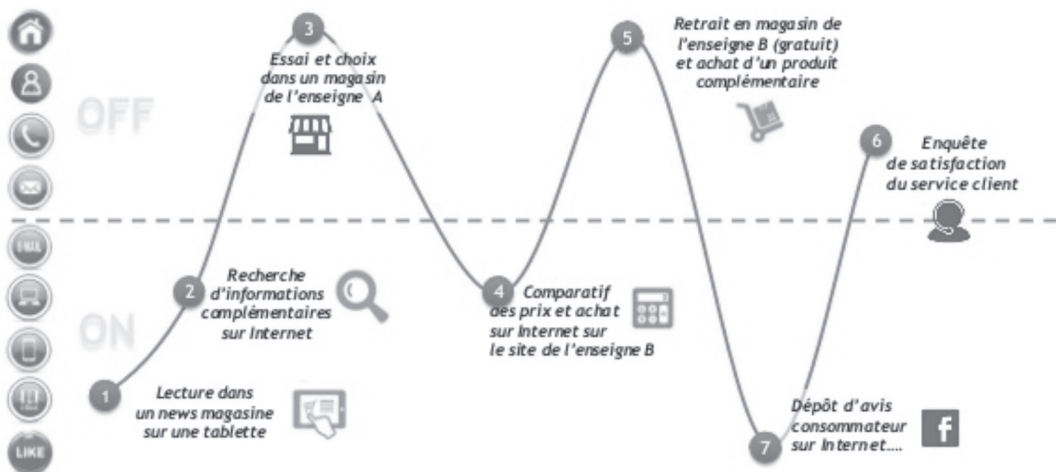 3
Essai et choix
dans un magasin
de l'enseigne A
5
Retrait en magasin de
l'enseigne B (gratuit)
et achat d'un produit
complémentaire
OFF
6
Enquête
de satisfaction
du service client
E-MAIL
2
Recherche
d'informations
complémentaires
sur Internet
4
Comparatif
des prix et achat
sur Internet sur
le site de l'enseigne B
ON
1
Lecture dans
un news magasine
sur une tablette
7
Dépôt d'avis
consommateur
sur Internet....
f
LIKE